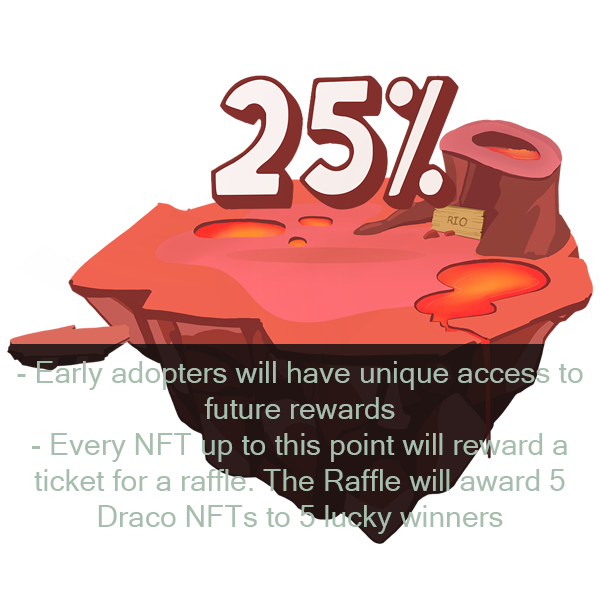 25%
RIO
- Early adopters will have unique access to
future rewards
- Every NFT up to this point will reward a
ticket for a raffle. The Raffle will award 5
Draco NFTs to 5 lucky winners